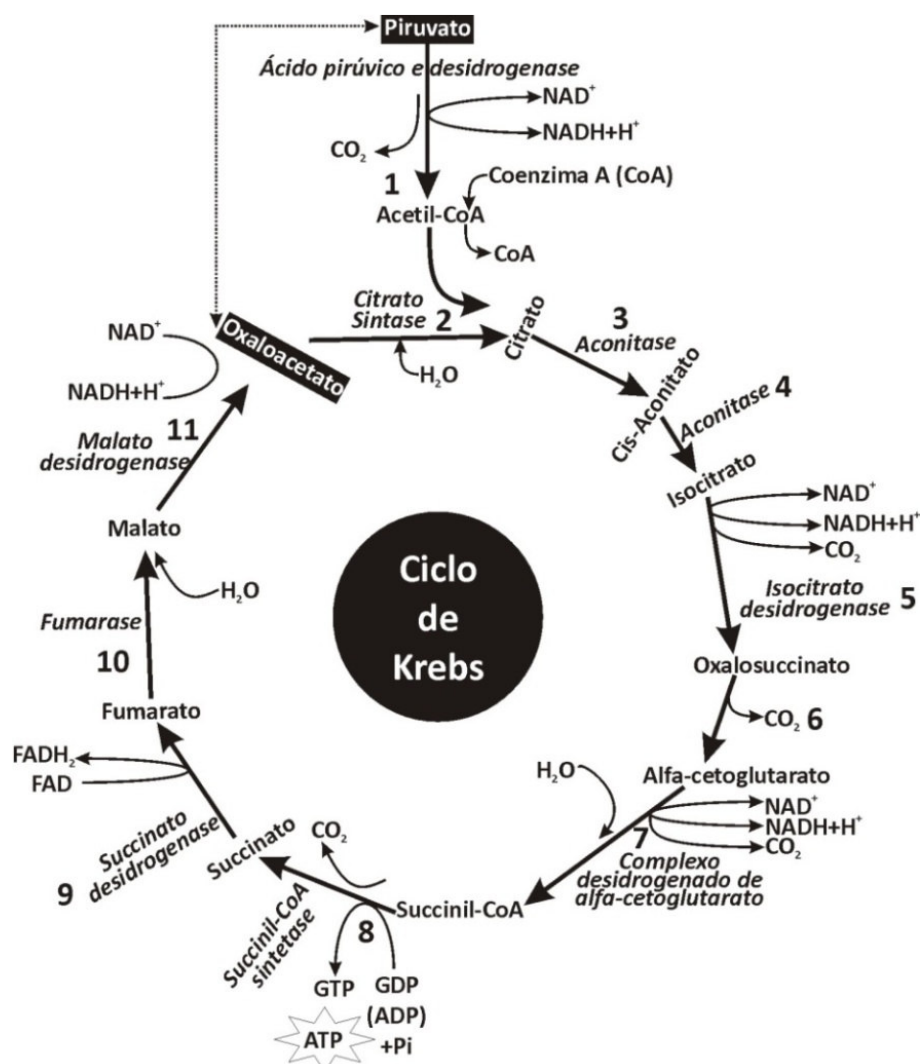 Piruvato
Ácido pirúvico e desidrogenase
NAD⁺
NADH+H⁺
CO₂
1
Coenzima A (CoA)
Acetil-CoA
CoA
Citrato
Sintase 2
H₂O
Citrato
3
Aconitase
Cis-Aconitato
Aconitase 4
Isocitrato
NAD⁺
NADH+H⁺
CO₂
Isocitrato
desidrogenase 5
Oxalosuccinato
CO₂ 6
Alfa-cetoglutarato
H₂O
NAD⁺
NADH+H⁺
CO₂
7
Complexo
desidrogenado de
alfa-cetoglutarato
Succinil-CoA
CO₂
8
GTP
GDP
(ADP)
+Pi
ATP
Succinil-CoA
sintetase
Succinato
9
Succinato
desidrogenase
FADH₂
FAD
Fumarato
10
Fumarase
H₂O
Malato
11
Malato
desidrogenase
NAD⁺
NADH+H⁺
Oxaloacetato
Ciclo
de
Krebs